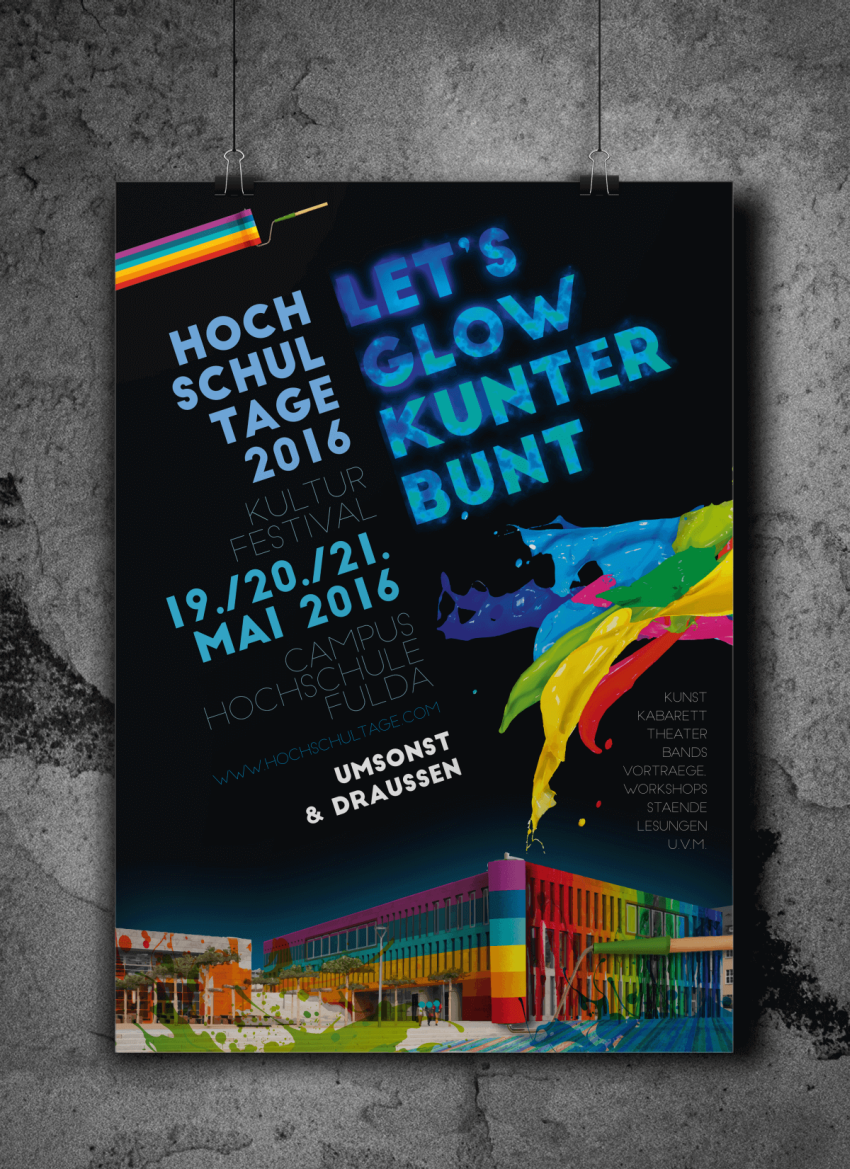 LET'S
GLOW
KUNTER
BUNT
HOCH
SCHUL
TAGE
2016
KULTUR
FESTIVAL
19./20./21.
MAI 2016
CAMPUS
HOCHSCHULE
FULDA
WWW.HOCHSCHULTAGE.COM
UMSONST
& DRAUSSEN
KUNST
KABARETT
THEATER
BANDS
VORTRAEGE,
WORKSHOPS
STAENDE
LESUNGEN
U.V.M.